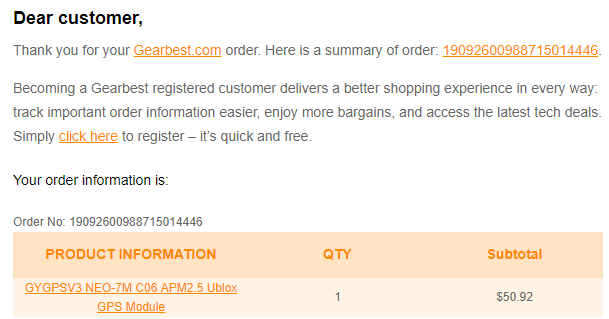 Dear customer,
Thank you for your Gearbest.com order. Here is a summary of order: 19092600988715014446.
Becoming a Gearbest registered customer delivers a better shopping experience in every way:
track important order information easier, enjoy more bargains, and access the latest tech deals.
Simply click here to register – it’s quick and free.
Your order information is:
Order No: 19092600988715014446
PRODUCT INFORMATION QTY Subtotal
GYGPSV3 NEO-7M C06 APM2.5 Ublox
GPS Module 1 $50.92